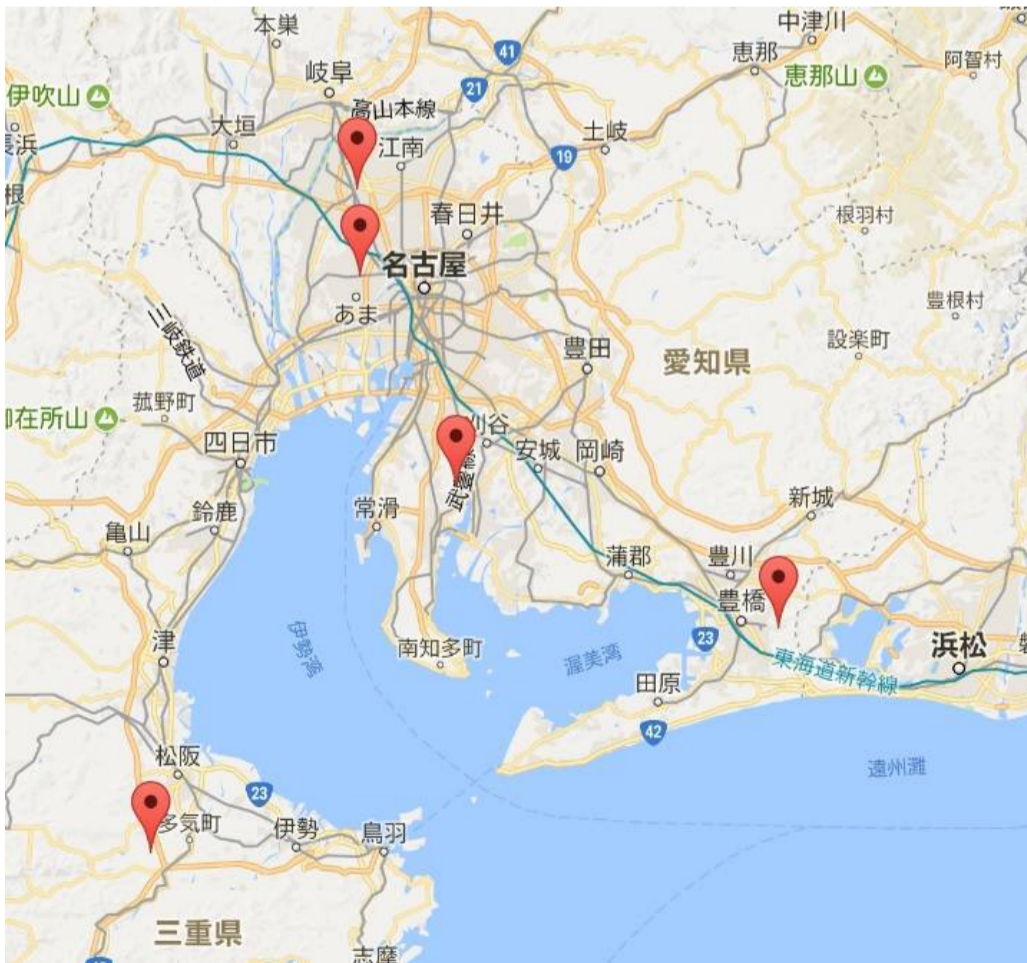 本巣
41
中津川
岐阜
恵那
恵那山
阿智村
伊吹山
21
高山本線
大垣
土岐
長浜
江南
19
根
春日井
根羽村
名古屋
豊根村
あま
三岐鉄道
設楽町
豊田
愛知県
菰野町
御在所山
刈谷
四日市
安城
岡崎
武豊線
新城
鈴鹿
常滑
亀山
蒲郡
豊川
豊橋
伊勢湾
23
津
南知多町
渥美湾
浜松
東海道新幹線
田原
42
松阪
遠州灘
23
多気町
伊勢
鳥羽
三重県
志摩